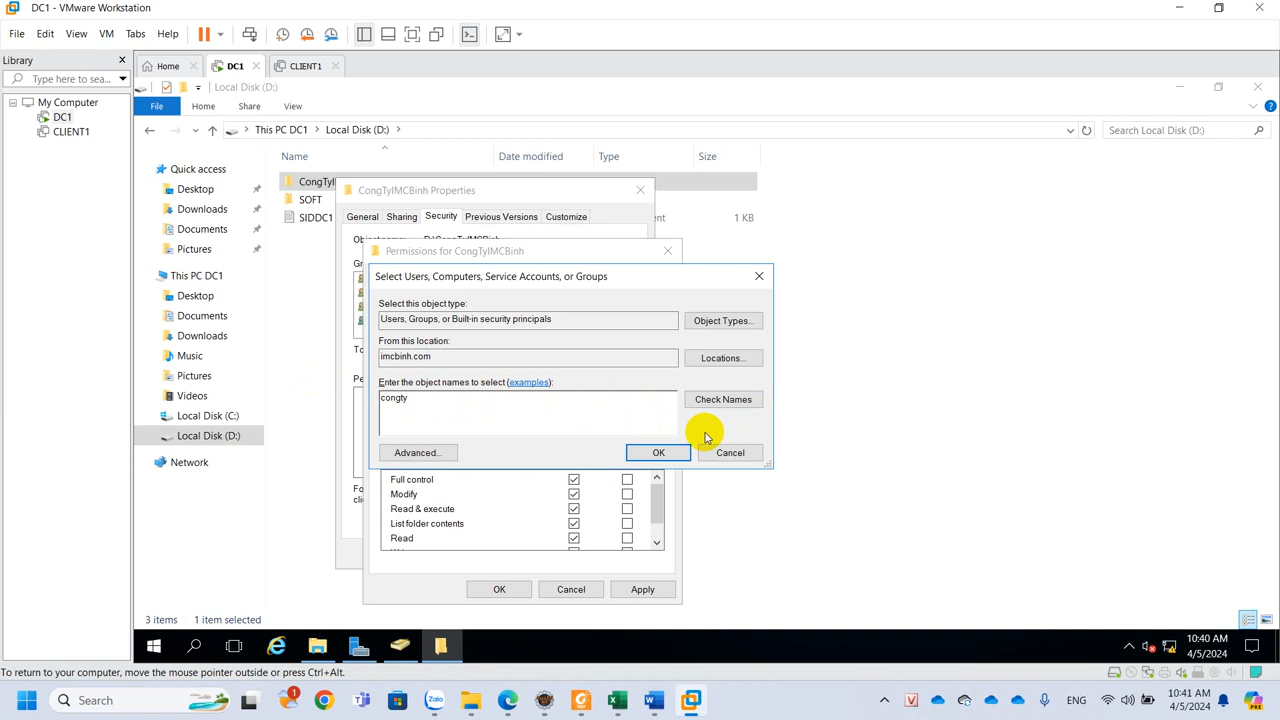 DC1 - VMware Workstation
File Edit View VM Tabs Help
Library
Type here to sea...
My Computer
DC1
CLIENT1
Home DC1 CLIENT1
Local Disk (D:)
File Home Share View
This PC DC1 Local Disk (D:)
Search Local Disk (D:)
Quick access
Desktop
Downloads
Documents
Pictures
This PC DC1
Desktop
Documents
Downloads
Music
Pictures
Videos
Local Disk (C:)
Local Disk (D:)
Network
Name Date modified Type Size
SOFT
SIDDC1
1 KB
CongTyIMCBinh Properties
General Sharing Security Previous Versions Customize
Permissions for CongTyIMCBinh
Select Users, Computers, Service Accounts, or Groups
Select this object type:
Users, Groups, or Built-in security principals
Object Types...
From this location:
imcbinh.com
Locations...
Enter the object names to select (examples):
congty
Check Names
Advanced...
OK
Cancel
Full control
Modify
Read & execute
List folder contents
Read
OK Cancel Apply
3 items 1 item selected
10:40 AM
4/5/2024
To return to your computer, move the mouse pointer outside or press Ctrl+Alt.
Search
1
Zalo
ENG
10:41 AM
4/5/2024
PRE